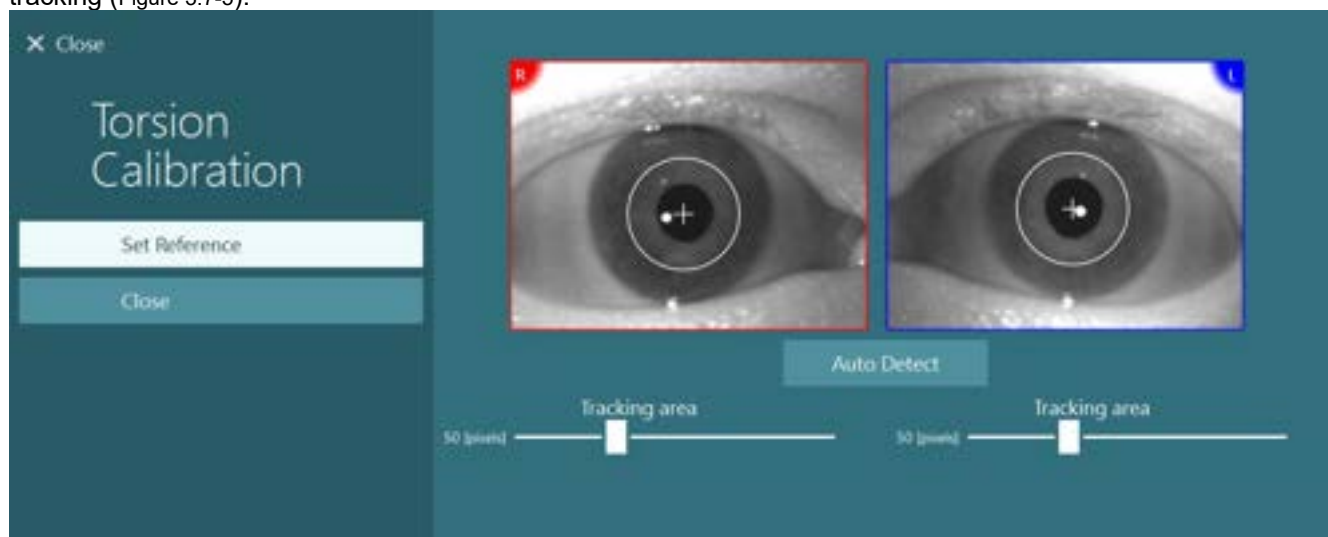 tracking (Figure 3.7-3).
✕ Close
Torsion
Calibration
Set Reference
Close
R
L
Auto Detect
Tracking area
50 [pixels]
Tracking area
50 [pixels]